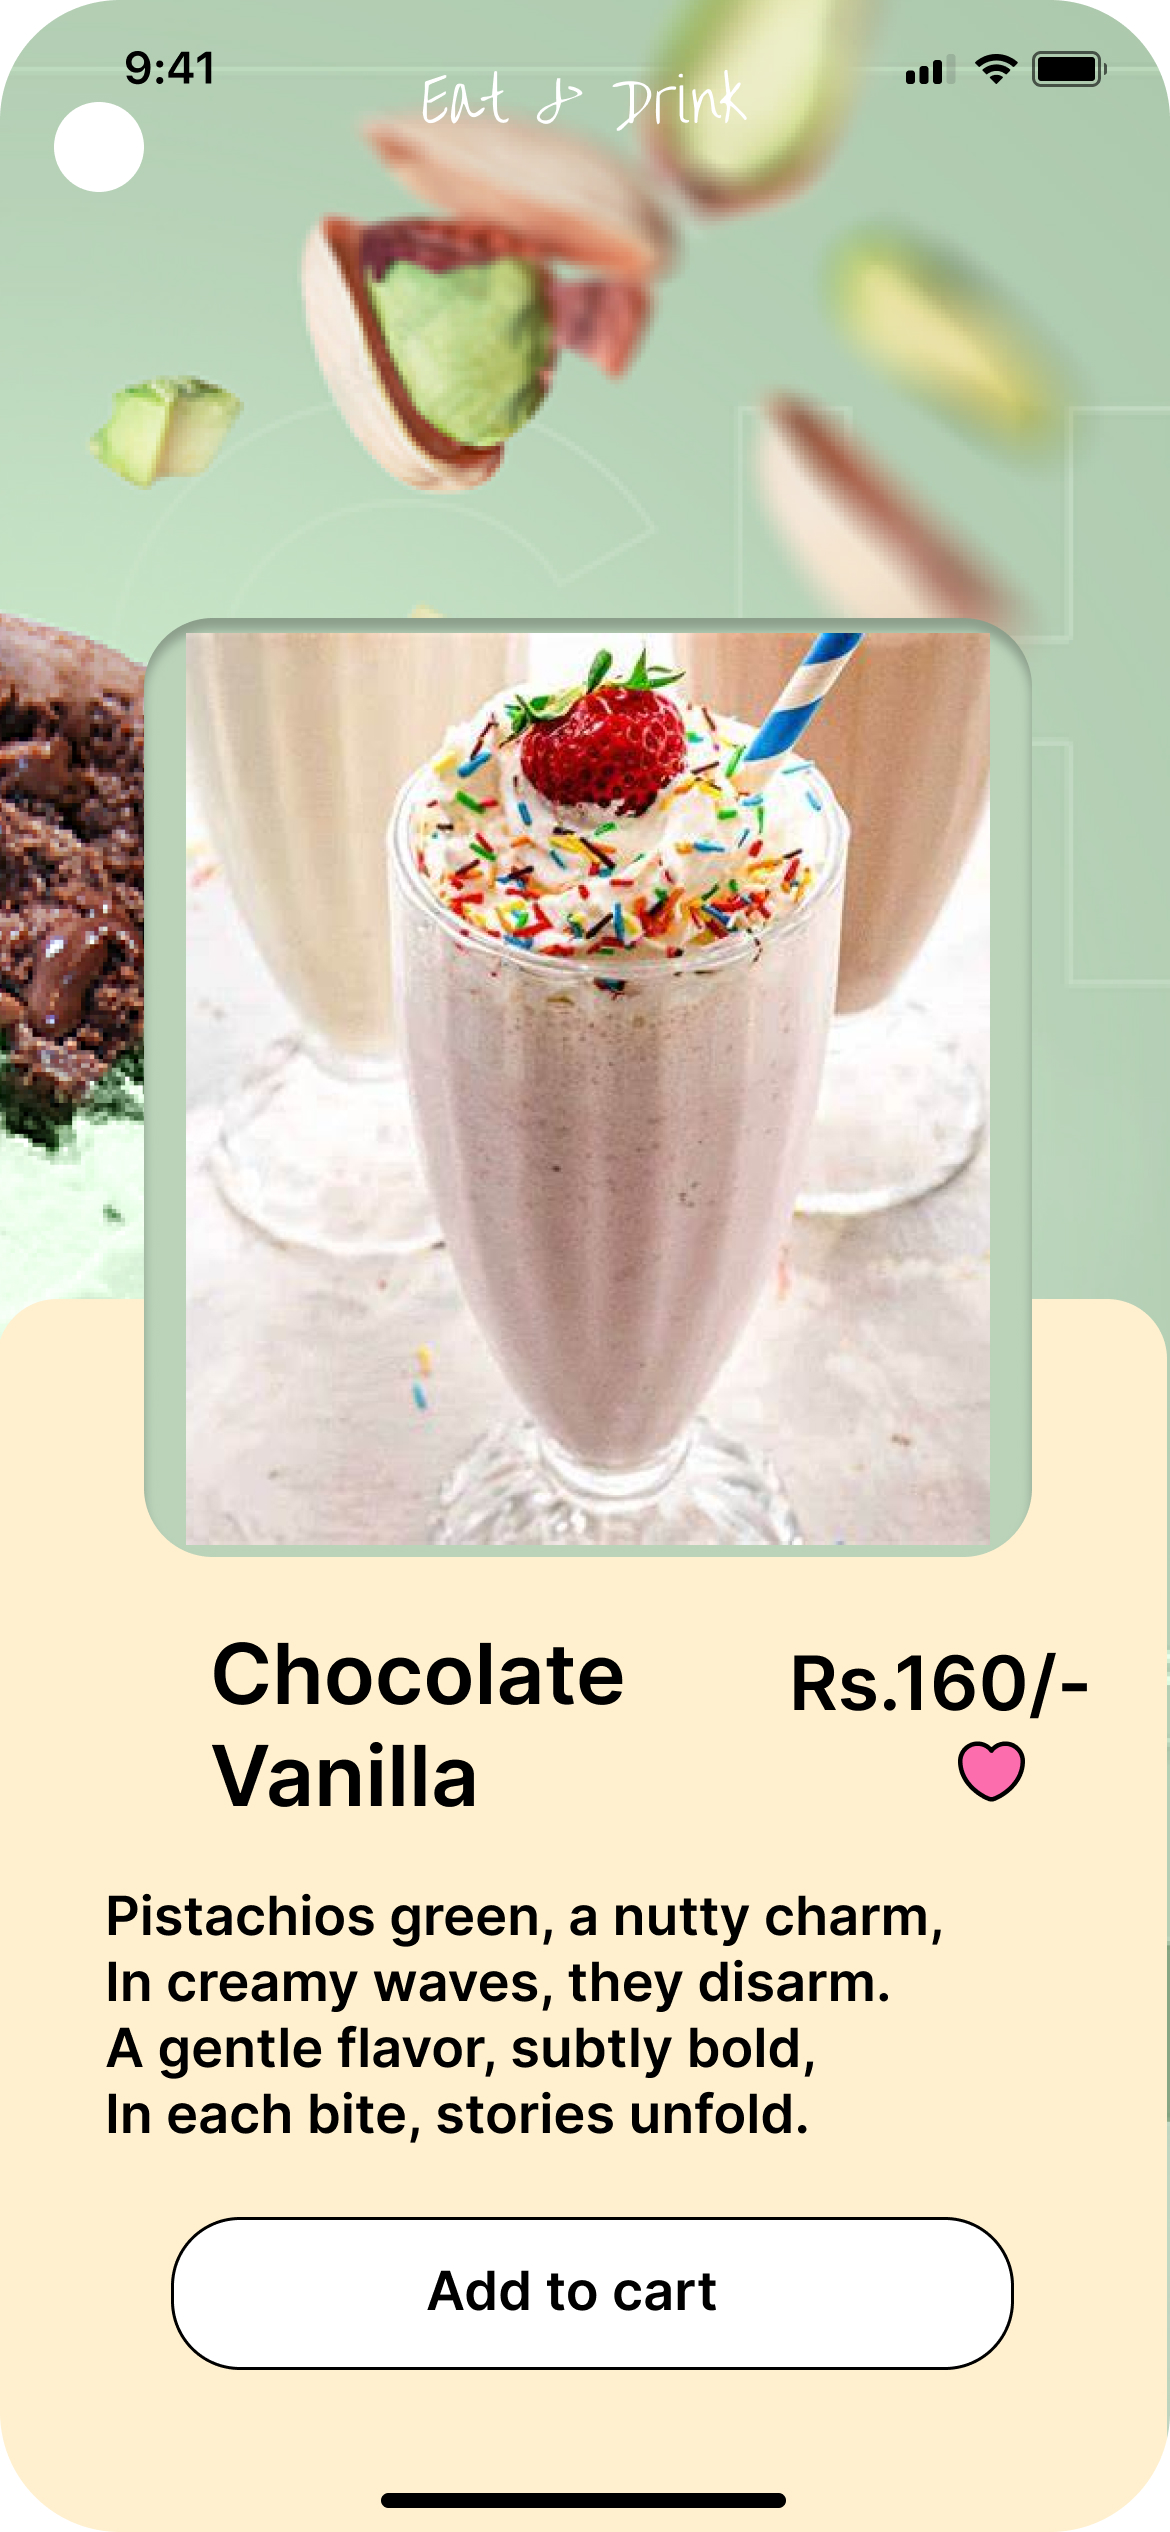 9:41
Eat & Drink
Chocolate
Vanilla
Rs.160/-
Pistachios green, a nutty charm,
In creamy waves, they disarm.
A gentle flavor, subtly bold,
In each bite, stories unfold.
Add to cart